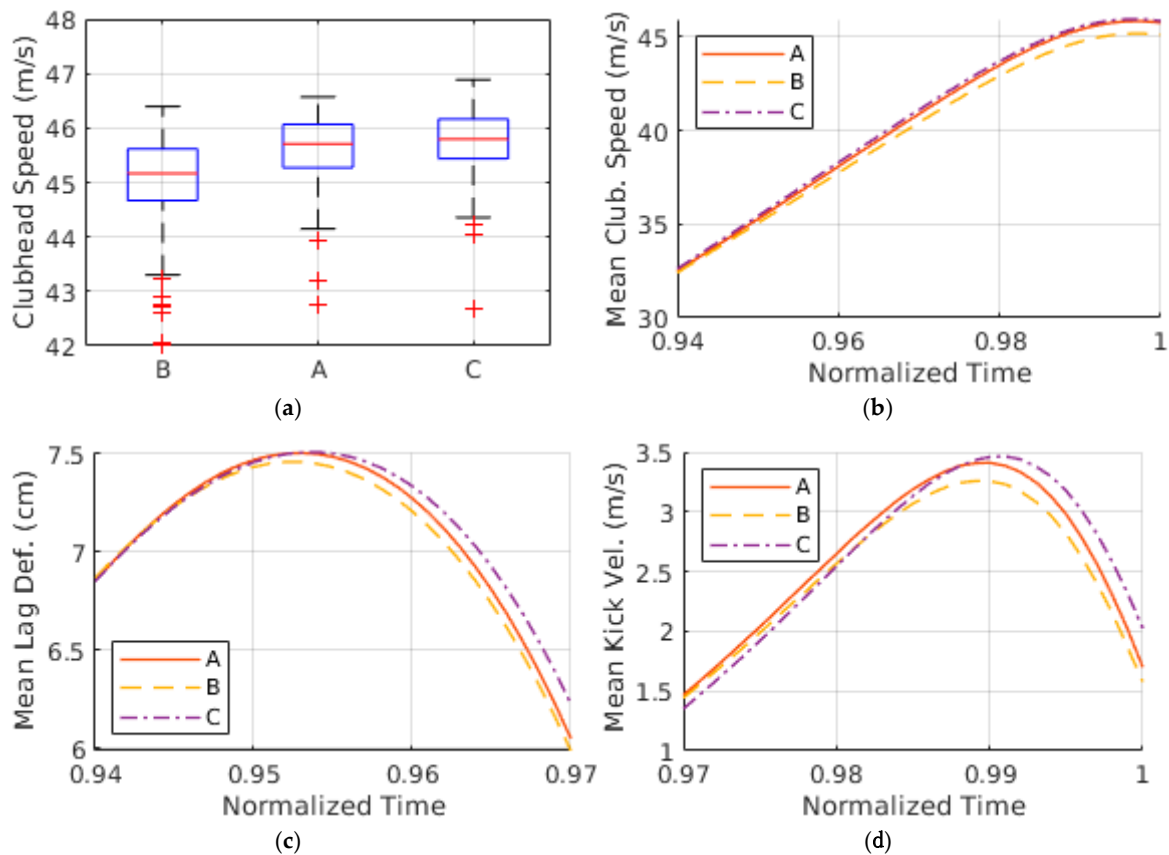 48
47
46
45
44
43
42
Clubhead Speed (m/s)
B A C
(a)
45
40
35
30
Mean Club. Speed (m/s)
A
B
C
0.94 0.96 0.98 1
Normalized Time
(b)
7.5
7
6.5
6
Mean Lag Def. (cm)
A
B
C
0.94 0.95 0.96 0.97
Normalized Time
(c)
3.5
3
2.5
2
1.5
1
Mean Kick Vel. (m/s)
A
B
C
0.97 0.98 0.99 1
Normalized Time
(d)